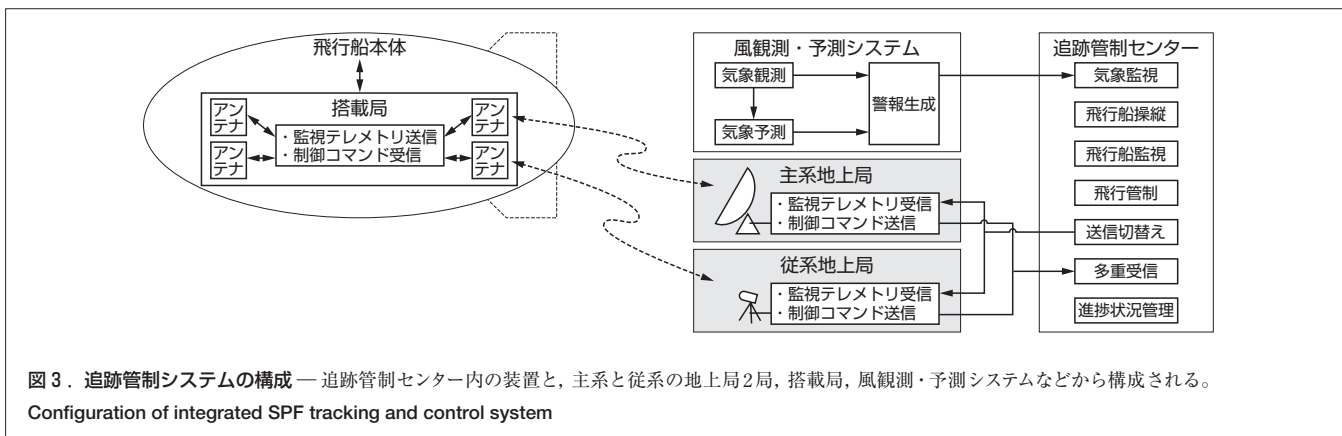 飛行船本体
搭載局
アン
テナ
アン
テナ
・監視テレメトリ送信
・制御コマンド受信
アン
テナ
アン
テナ
風観測・予測システム
気象観測
気象予測
警報生成
主系地上局
・監視テレメトリ受信
・制御コマンド送信
従系地上局
・監視テレメトリ受信
・制御コマンド送信
追跡管制センター
気象監視
飛行船操縦
飛行船監視
飛行管制
送信切替え
多重受信
進捗状況管理
図3．追跡管制システムの構成 ― 追跡管制センター内の装置と，主系と従系の地上局2局，搭載局，風観測・予測システムなどから構成される。
Configuration of integrated SPF tracking and control system